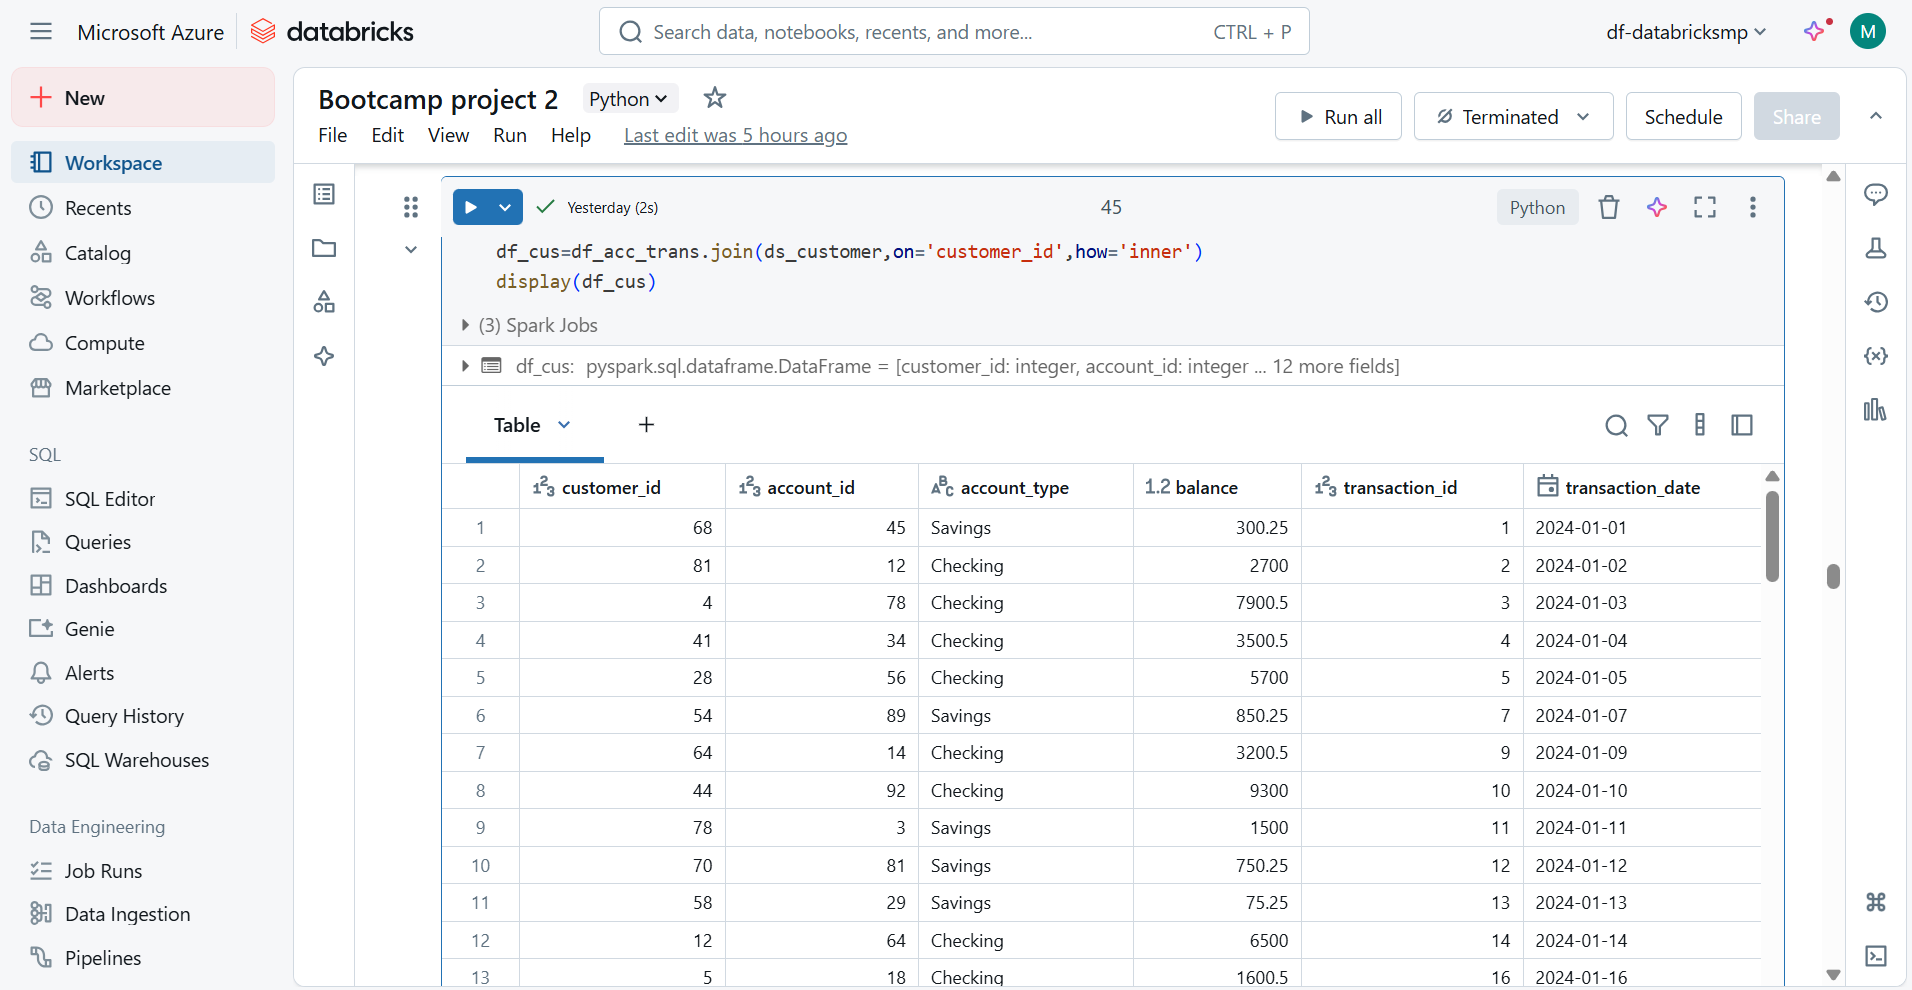 Microsoft Azure databricks Search data, notebooks, recents, and more... CTRL + P df-databricksmp M
New
Workspace
Recents
Catalog
Workflows
Compute
Marketplace
SQL
SQL Editor
Queries
Dashboards
Genie
Alerts
Query History
SQL Warehouses
Data Engineering
Job Runs
Data Ingestion
Pipelines
Bootcamp project 2 Python
File Edit View Run Help Last edit was 5 hours ago
Run all Terminated Schedule Share
Yesterday (2s) 45 Python
df_cus=df_acc_trans.join(ds_customer,on='customer_id',how='inner')
display(df_cus)
(3) Spark Jobs
df_cus: pyspark.sql.dataframe.DataFrame = [customer_id: integer, account_id: integer ... 12 more fields]
Table +
123 customer_id 123 account_id ABC account_type 1.2 balance 123 transaction_id transaction_date
1 68 45 Savings 300.25 1 2024-01-01
2 81 12 Checking 2700 2 2024-01-02
3 4 78 Checking 7900.5 3 2024-01-03
4 41 34 Checking 3500.5 4 2024-01-04
5 28 56 Checking 5700 5 2024-01-05
6 54 89 Savings 850.25 7 2024-01-07
7 64 14 Checking 3200.5 9 2024-01-09
8 44 92 Checking 9300 10 2024-01-10
9 78 3 Savings 1500 11 2024-01-11
10 70 81 Savings 750.25 12 2024-01-12
11 58 29 Savings 75.25 13 2024-01-13
12 12 64 Checking 6500 14 2024-01-14
13 5 18 Checking 1600.5 16 2024-01-16